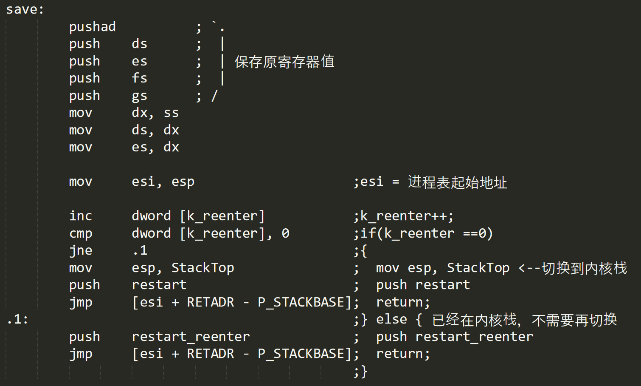 save:
pushad ; `.
push ds ; |
push es ; | 保存原寄存器值
push fs ; |
push gs ; /
mov dx, ss
mov ds, dx
mov es, dx
mov esi, esp ;esi = 进程表起始地址
inc dword [k_reenter] ;k_reenter++;
cmp dword [k_reenter], 0 ;if(k_reenter ==0)
jne .1 ;{
mov esp, StackTop ; mov esp, StackTop <--切换到内核栈
push restart ; push restart
jmp [esi + RETADR - P_STACKBASE]; return;
.1: ;} else { 已经在内核栈，不需要再切换
push restart_reenter ; push restart_reenter
jmp [esi + RETADR - P_STACKBASE]; return;
;}